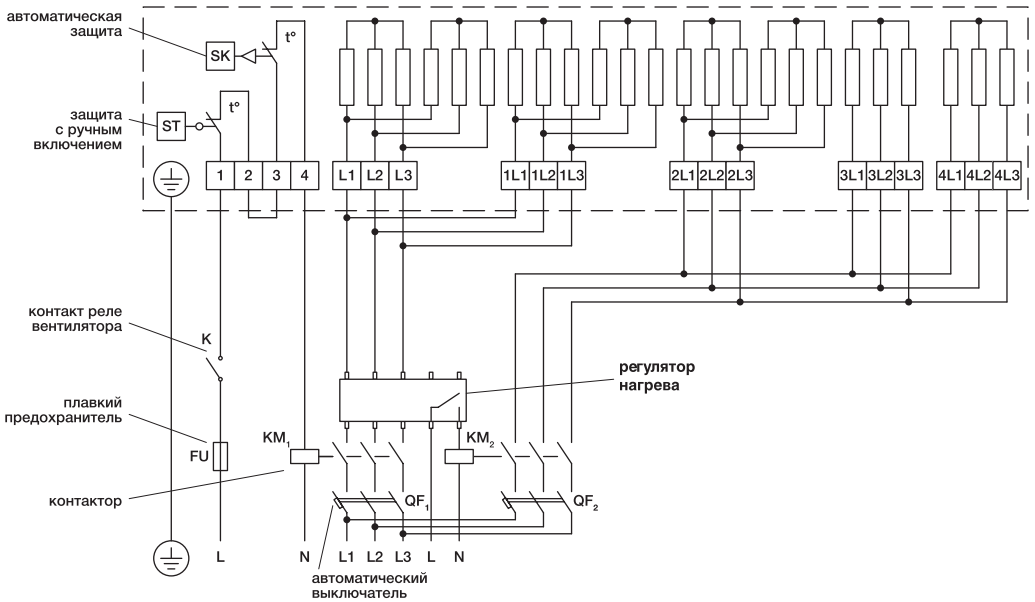 автоматическая
защита
SK
t°
защита
с ручным
включением
ST
t°
1 2 3 4
L1 L2 L3
1L1 1L2 1L3
2L1 2L2 2L3
3L1 3L2 3L3
4L1 4L2 4L3
контакт реле
вентилятора
K
регулятор
нагрева
плавкий
предохранитель
FU
KM1
KM2
контактор
QF1
QF2
L
N
L1 L2 L3 L N
автоматический
выключатель